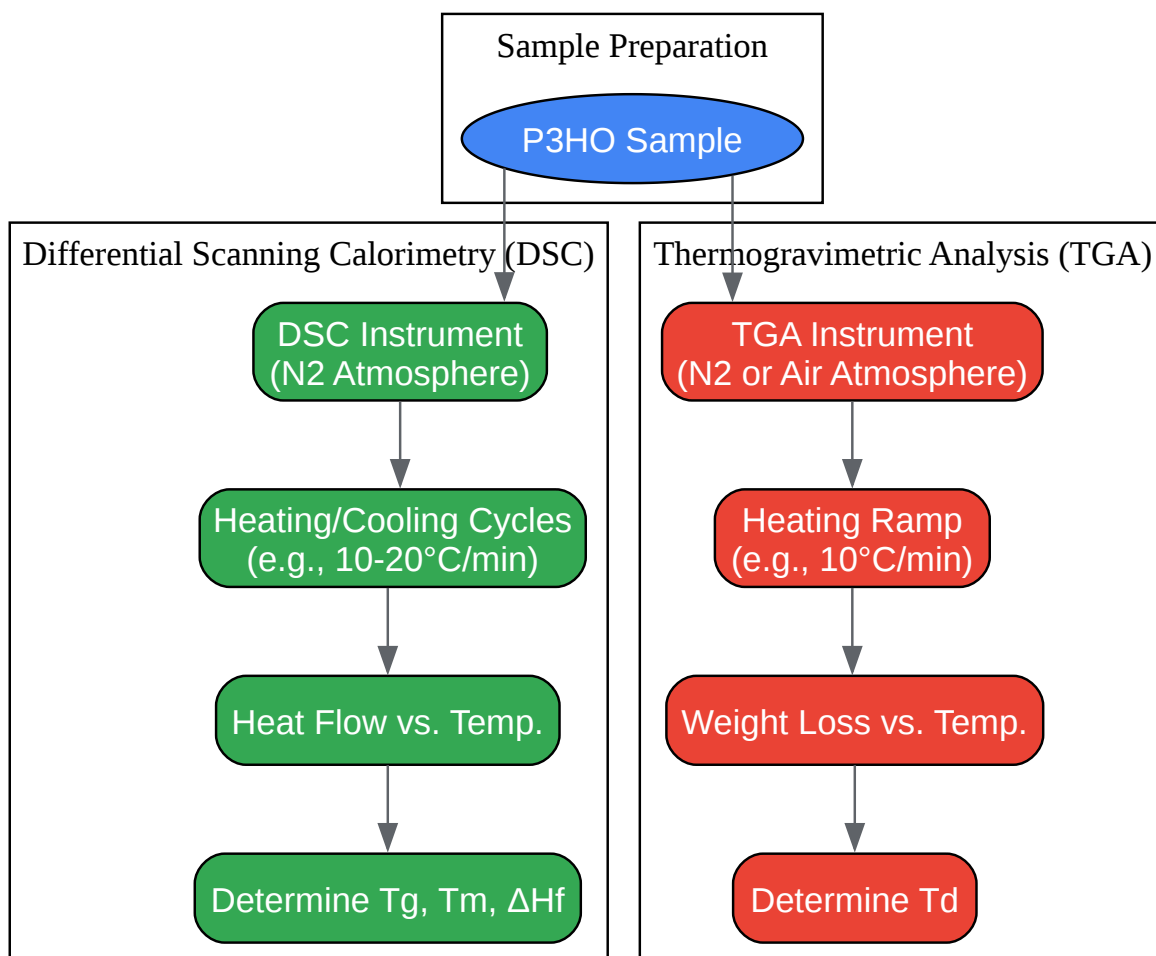 Sample Preparation
P3HO Sample
Differential Scanning Calorimetry (DSC)
DSC Instrument
(N2 Atmosphere)
Heating/Cooling Cycles
(e.g., 10-20°C/min)
Heat Flow vs. Temp.
Determine Tg, Tm, ΔHf
Thermogravimetric Analysis (TGA)
TGA Instrument
(N2 or Air Atmosphere)
Heating Ramp
(e.g., 10°C/min)
Weight Loss vs. Temp.
Determine Td